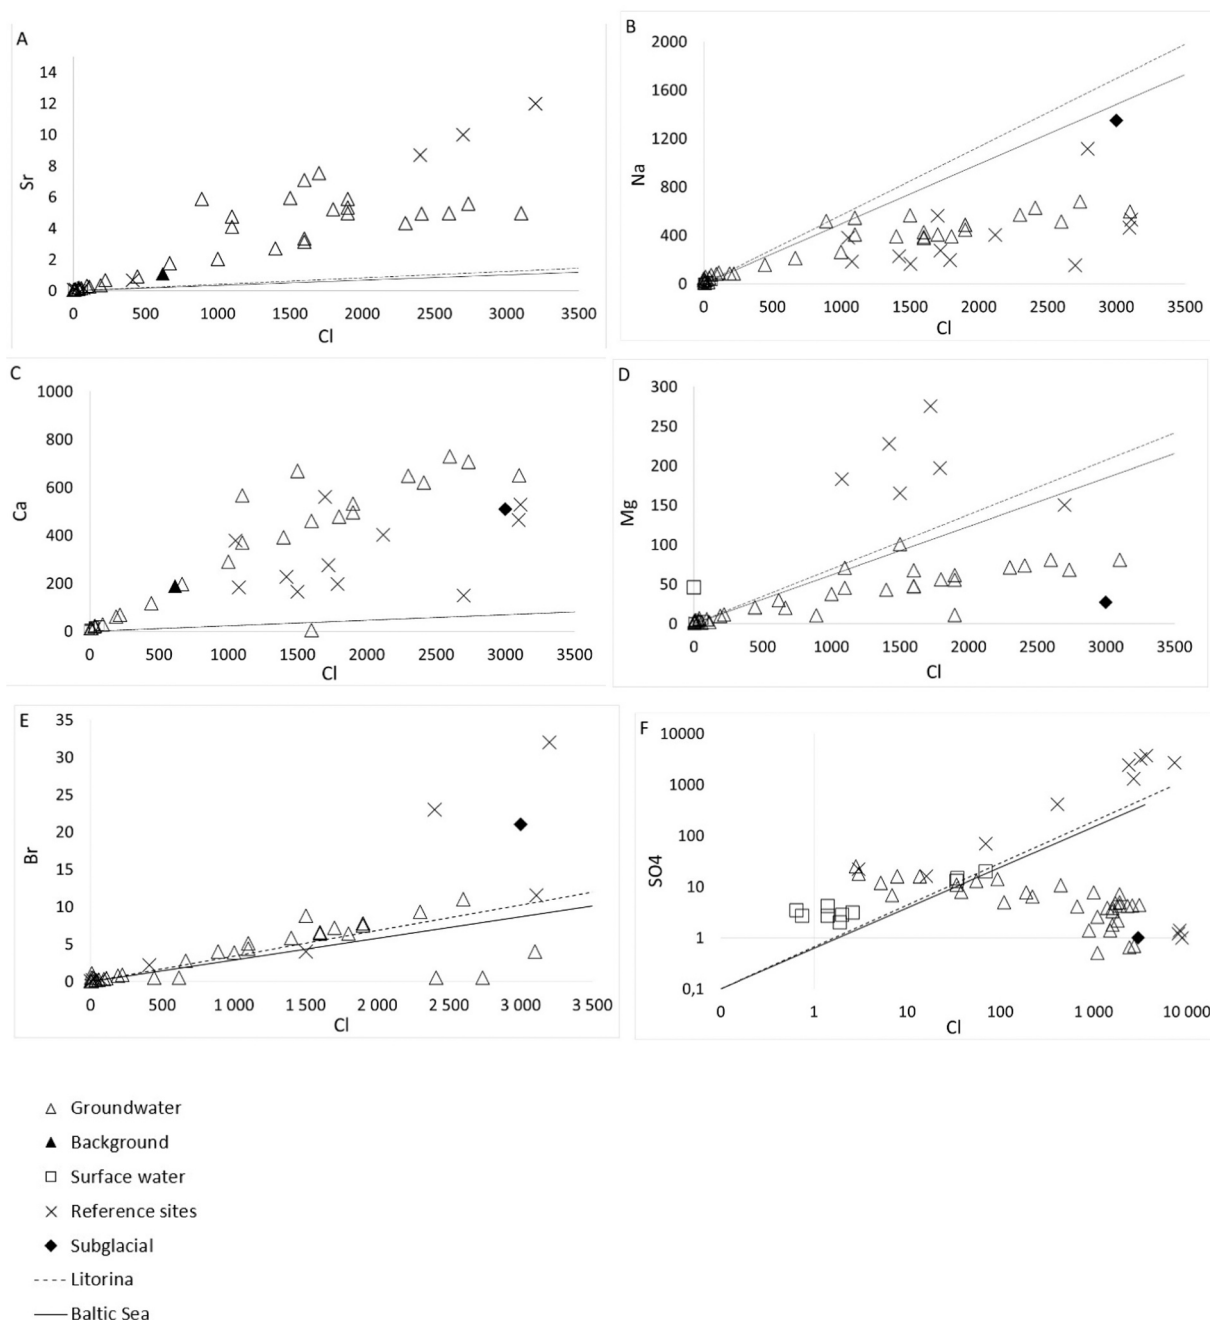 A
14
12
10
8
6
4
2
0
Sr
0 500 1000 1500 2000 2500 3000 3500
Cl
B
2000
1600
1200
800
400
0
Na
0 500 1000 1500 2000 2500 3000 3500
Cl
C
1000
800
600
400
200
0
Ca
0 500 1000 1500 2000 2500 3000 3500
Cl
D
300
250
200
150
100
50
0
Mg
0 500 1000 1500 2000 2500 3000 3500
Cl
E
35
30
25
20
15
10
5
0
Br
0 500 1 000 1 500 2 000 2 500 3 000 3 500
Cl
F
10000
1000
100
10
1
0,1
SO4
0 1 10 100 1 000 10 000
Cl
Groundwater
Background
Surface water
Reference sites
Subglacial
Litorina
Baltic Sea